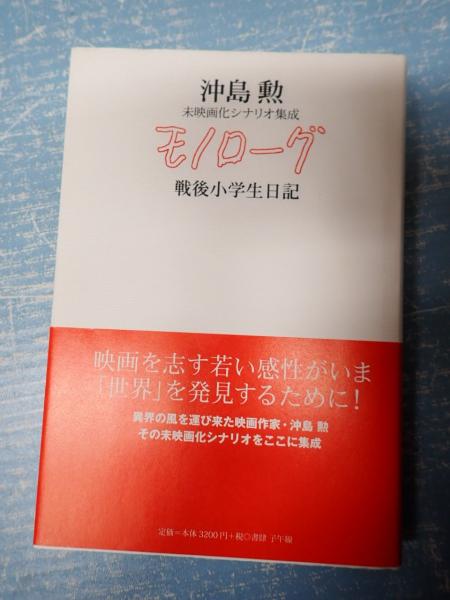 沖島 勲
未映画化シナリオ集成
モノローグ
戦後小学生日記
映画を志す若い感性がいま
「世界」を発見するために!
異界の風を運び来た映画作家・沖島 勲
その未映画化シナリオをここに集成
定価=本体3200円+税◎書肆 子午線